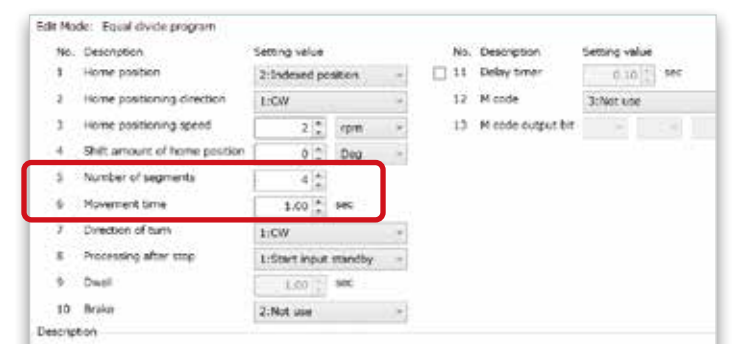 Edit Mode: Equal divide program
No. Description Setting value No. Description Setting value
1 Home position 2:Indexed position 11 Delay timer 0.10 sec
2 Home positioning direction 1:CW 12 M code 3:Not use
3 Home positioning speed 2 rpm 13 M code output bit
4 Shift amount of home position 0 Deg
5 Number of segments 4
6 Movement time 1.00 sec
7 Direction of turn 1:CW
8 Processing after stop 1:Start input standby
9 Dwell 1.00 sec
10 Brake 2:Not use
Description